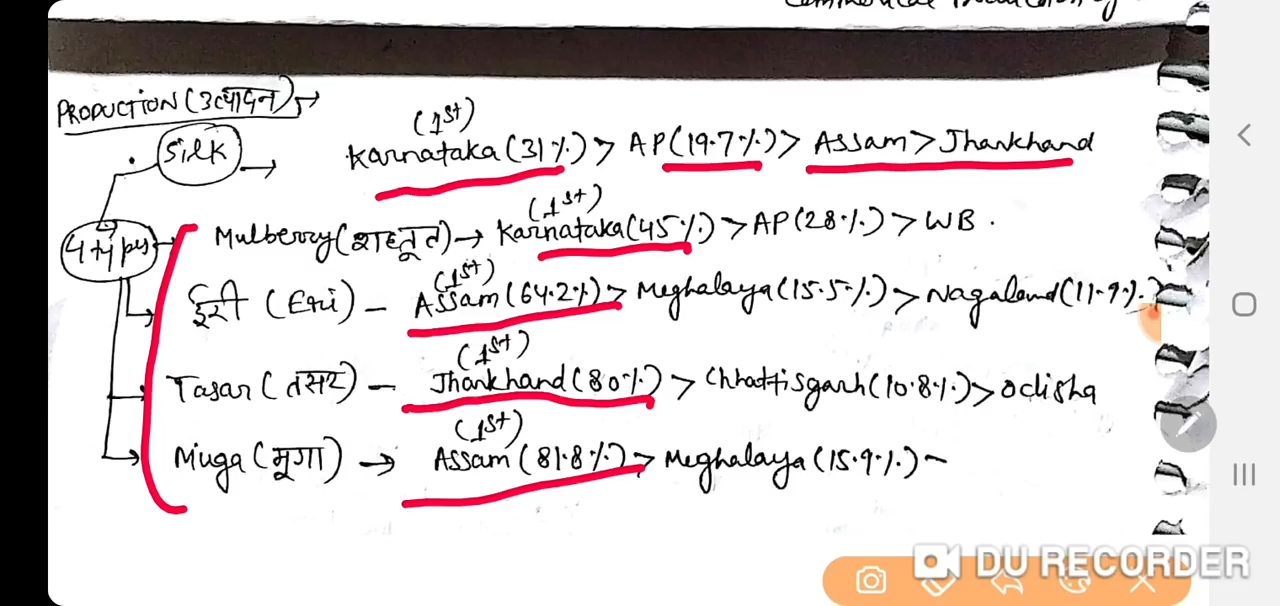 PRODUCTION (उत्पादन) →
(1st)
Silk → Karnataka (31%) > AP (19.7%) > Assam > Jharkhand
(1st)
4 types Mulberry (शहतूत) → Karnataka (45%) > AP (28%) > WB.
(1st)
ईरी (Eri) - Assam (64.2%) > Meghalaya (15.5%) > Nagaland (11.9%)
(1st)
Tasar (तसर) - Jharkhand (80%) > Chhattisgarh (10.8%) > Odisha
(1st)
Muga (मूगा) → Assam (81.8%) > Meghalaya (15.9%) ~
DU RECORDER